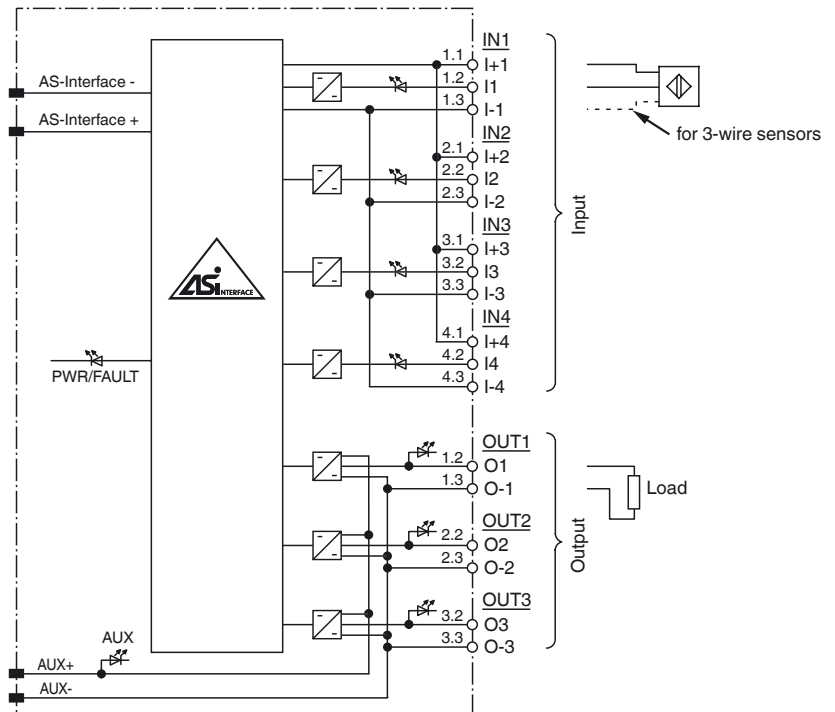 AS-Interface -
AS-Interface +
ASi INTERFACE
PWR/FAULT
AUX
AUX+
AUX-
IN1
1.1 I+1
1.2 I1
1.3 I-1
IN2
2.1 I+2
2.2 I2
2.3 I-2
IN3
3.1 I+3
3.2 I3
3.3 I-3
IN4
4.1 I+4
4.2 I4
4.3 I-4
Input
for 3-wire sensors
OUT1
1.2 O1
1.3 O-1
OUT2
2.2 O2
2.3 O-2
OUT3
3.2 O3
3.3 O-3
Output
Load